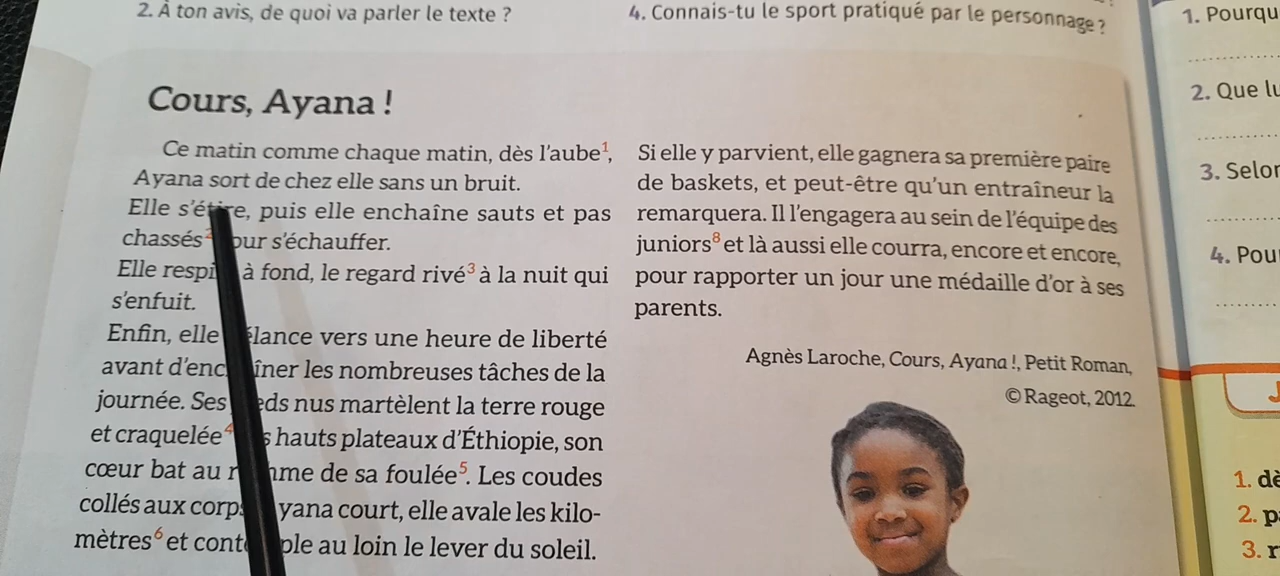 2. À ton avis, de quoi va parler le texte ?
4. Connais-tu le sport pratiqué par le personnage ?
Cours, Ayana !
Ce matin comme chaque matin, dès l'aube¹,
Ayana sort de chez elle sans un bruit.
Elle s'étire, puis elle enchaîne sauts et pas
chassés² pour s'échauffer.
Elle respi à fond, le regard rivé³ à la nuit qui
s'enfuit.
Enfin, elle élance vers une heure de liberté
avant d'enc îner les nombreuses tâches de la
journée. Ses eds nus martèlent la terre rouge
et craquelée⁴ s hauts plateaux d'Éthiopie, son
cœur bat au r hme de sa foulée⁵. Les coudes
collés aux corps yana court, elle avale les kilo-
mètres⁶ et cont ple au loin le lever du soleil.
Si elle y parvient, elle gagnera sa première paire
de baskets, et peut-être qu'un entraîneur la
remarquera. Il l'engagera au sein de l'équipe des
juniors⁸ et là aussi elle courra, encore et encore,
pour rapporter un jour une médaille d'or à ses
parents.
Agnès Laroche, Cours, Ayana !, Petit Roman,
© Rageot, 2012.
1. Pourqu
2. Que lu
3. Selon
4. Pou
1. dè
2. p
3. r